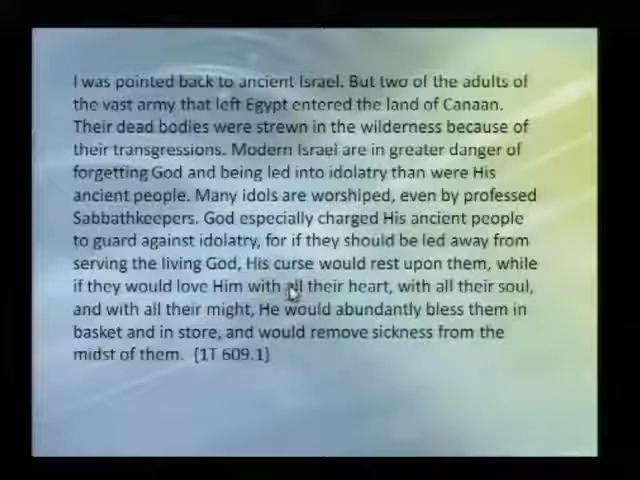 I was pointed back to ancient Israel. But two of the adults of
the vast army that left Egypt entered the land of Canaan.
Their dead bodies were strewn in the wilderness because of
their transgressions. Modern Israel are in greater danger of
forgetting God and being led into idolatry than were His
ancient people. Many idols are worshiped, even by professed
Sabbathkeepers. God especially charged His ancient people
to guard against idolatry, for if they should be led away from
serving the living God, His curse would rest upon them, while
if they would love Him with all their heart, with all their soul,
and with all their might, He would abundantly bless them in
basket and in store, and would remove sickness from the
midst of them. {1T 609.1}